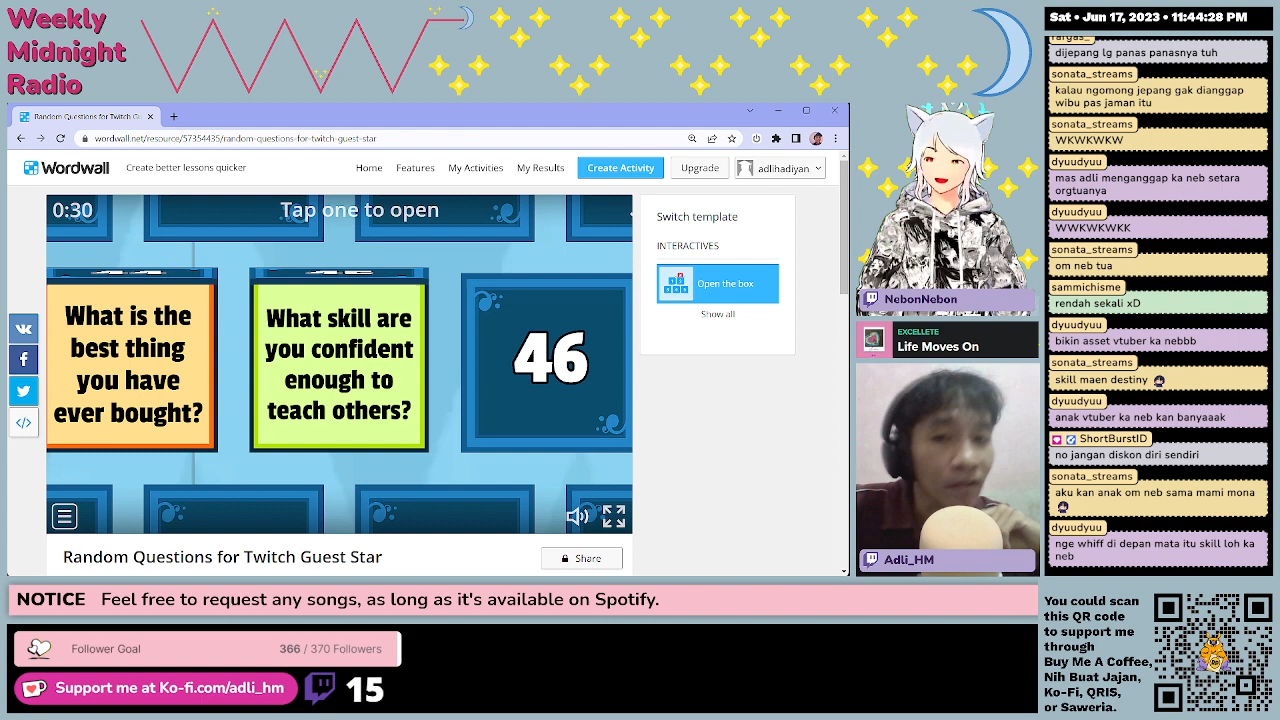 Weekly
Midnight
Radio
Sat • Jun 17, 2023 • 11:44:28 PM
Random Questions for Twitch G
wordwall.net/resource/57354435/random-questions-for-twitch-guest-star
Wordwall
Create better lessons quicker
Home
Features
My Activities
My Results
Create Activity
Upgrade
adlihadiyan
0:30
Tap one to open
What is the
best thing
you have
ever bought?
What skill are
you confident
enough to
teach others?
46
Switch template
INTERACTIVES
Open the box
Show all
Random Questions for Twitch Guest Star
Share
NebonNebon
EXCELLETE
Life Moves On
Adli_HM
dijepang lg panas panasnya tuh
sonata_streams
kalau ngomong jepang gak dianggap
wibu pas jaman itu
sonata_streams
WKWKWKW
dyuudyuu
mas adli menganggap ka neb setara
orgtuanya
dyuudyuu
WWKWKWKK
sonata_streams
om neb tua
sammichisme
rendah sekali xD
dyuudyuu
bikin asset vtuber ka nebbb
sonata_streams
skill maen destiny
dyuudyuu
anak vtuber ka neb kan banyaaak
ShortBurstID
no jangan diskon diri sendiri
sonata_streams
aku kan anak om neb sama mami mona
dyuudyuu
nge whiff di depan mata itu skill loh ka
neb
NOTICE Feel free to request any songs, as long as it's available on Spotify.
Follower Goal
366 / 370 Followers
Support me at Ko-fi.com/adli_hm
15
You could scan
this QR code
to support me
through
Buy Me A Coffee,
Nih Buat Jajan,
Ko-Fi, QRIS,
or Saweria.